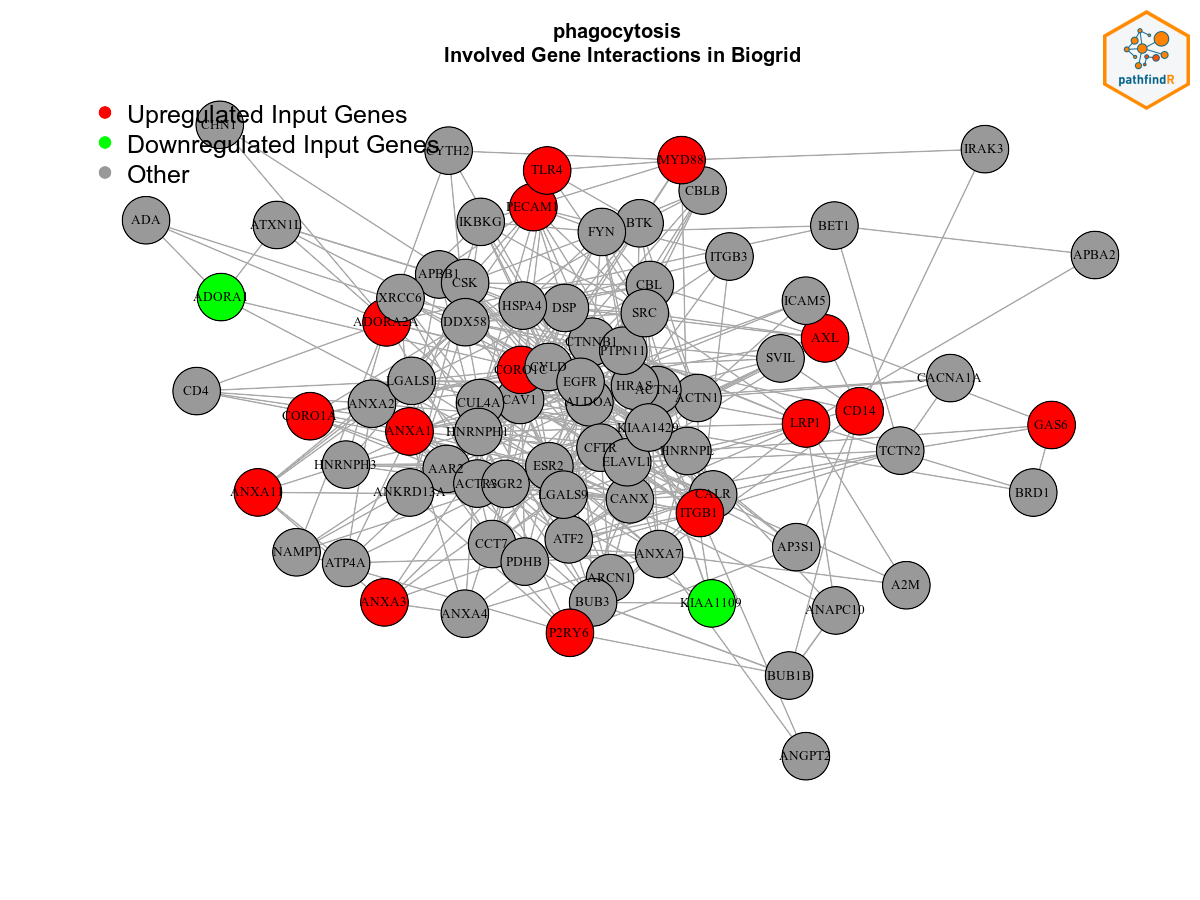 phagocytosis
Involved Gene Interactions in Biogrid
pathfindR
Upregulated Input Genes
Downregulated Input Genes
Other
CHN1
CYTH2
TLR4
MYD88
IRAK3
CBLB
PECAM1
ADA
ATXN1L
IKBKG
FYN
BTK
BET1
ITGB3
APBA2
APBB1
CSK
CBL
ADORA1
XRCC6
HSPA4
DSP
ICAM5
SRC
ADORA2A
DDX58
CTNNB1
AXL
PTPN11
SVIL
CORO1C
CYLD
CACNA1A
LGALS1
EGFR
HRAS
ACTN4
CD4
ACTN1
ANXA2
CUL4A
CAV1
ALDOA
CD14
CORO1A
LRP1
GAS6
ANXA1
HNRNPH1
KIAA1429
CFTR
HNRNPL
TCTN2
HNRNPH3
AAR2
ESR2
ELAVL1
ANXA11
ANKRD13A
ACTR3
AGR2
LGALS9
CANX
CALR
BRD1
ITGB1
NAMPT
CCT7
ATF2
AP3S1
ATP4A
PDHB
ANXA7
ARCN1
A2M
ANXA3
ANXA4
BUB3
KIAA1109
ANAPC10
P2RY6
BUB1B
ANGPT2